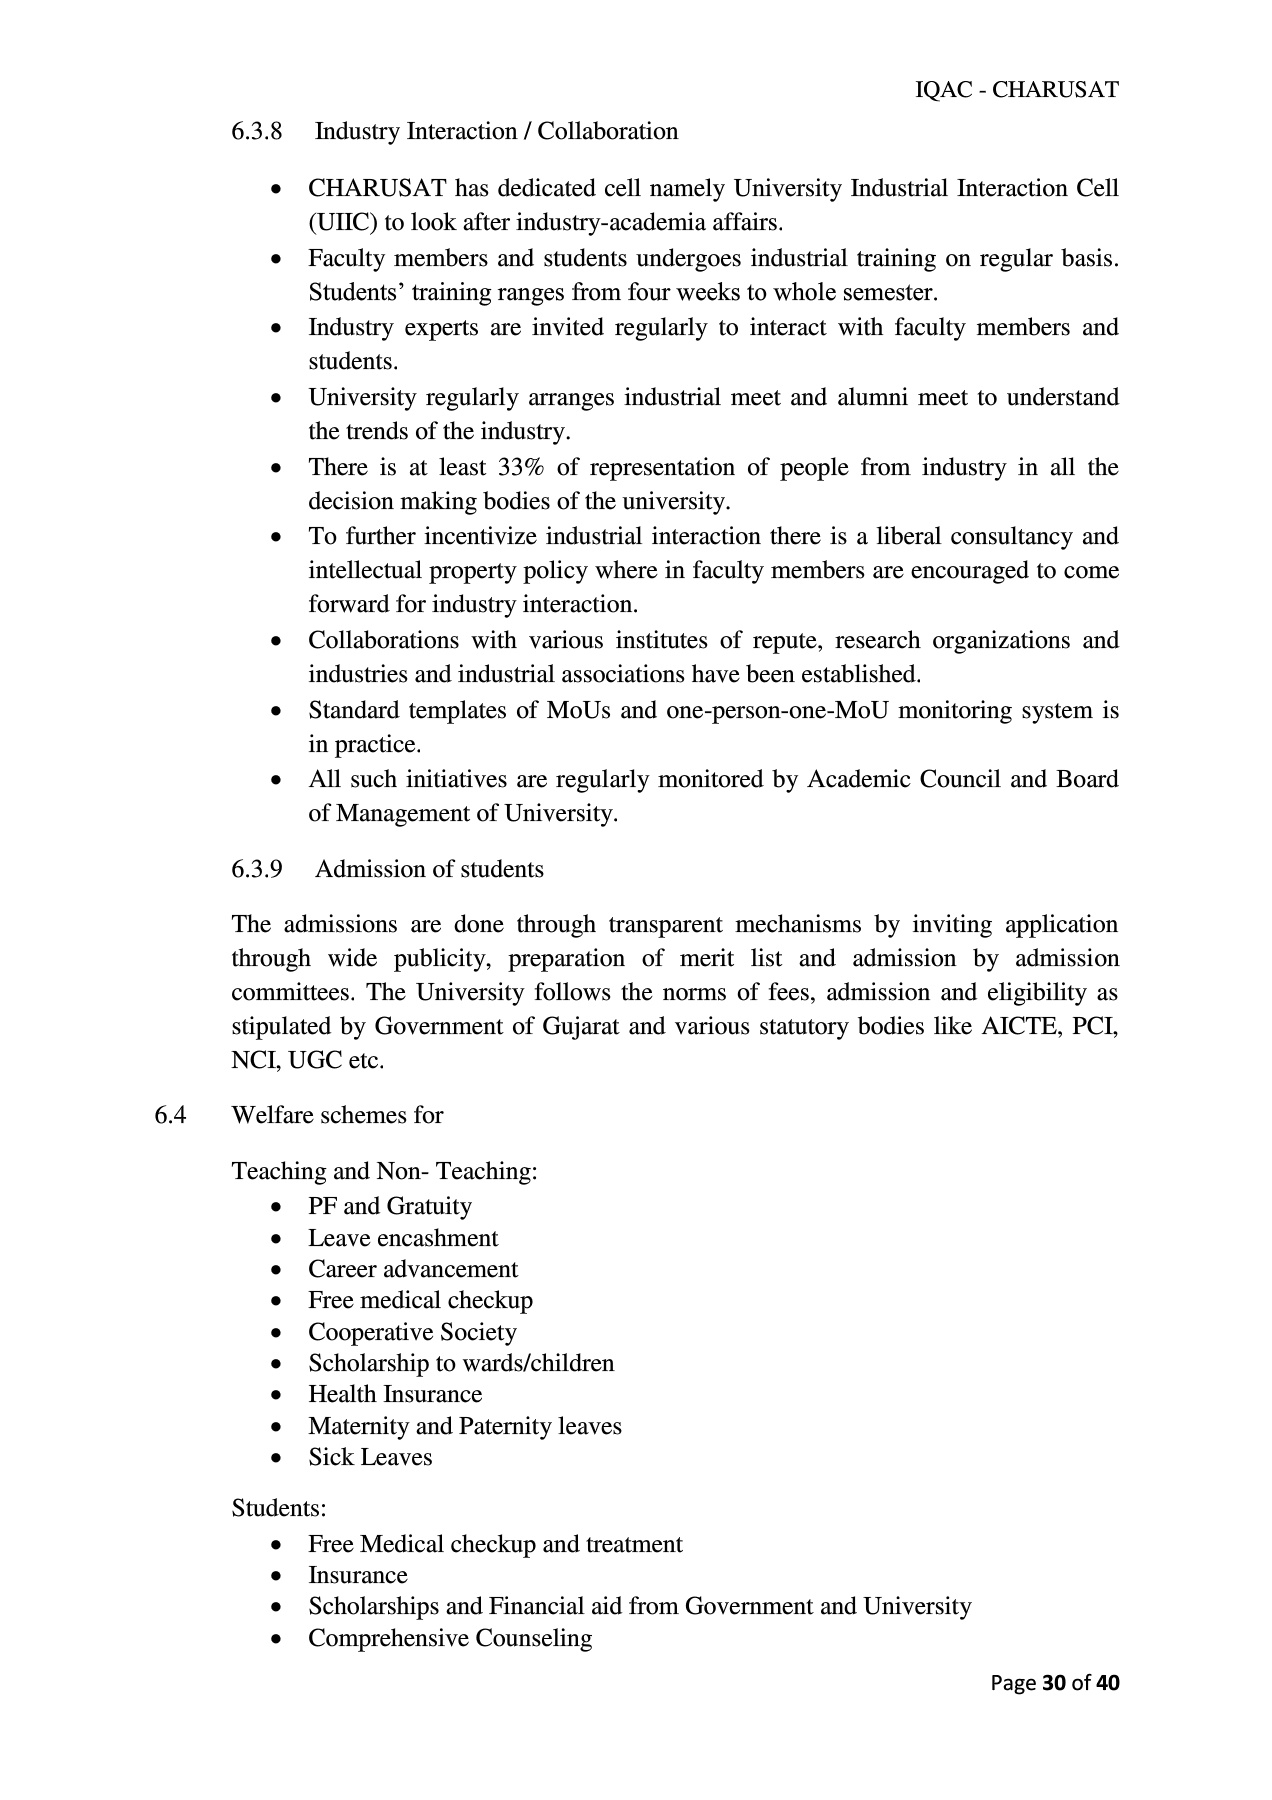 IQAC - CHARUSAT
6.3.8 Industry Interaction / Collaboration
• CHARUSAT has dedicated cell namely University Industrial Interaction Cell
(UIIC) to look after industry-academia affairs.
• Faculty members and students undergoes industrial training on regular basis.
Students’ training ranges from four weeks to whole semester.
• Industry experts are invited regularly to interact with faculty members and
students.
• University regularly arranges industrial meet and alumni meet to understand
the trends of the industry.
• There is at least 33% of representation of people from industry in all the
decision making bodies of the university.
• To further incentivize industrial interaction there is a liberal consultancy and
intellectual property policy where in faculty members are encouraged to come
forward for industry interaction.
• Collaborations with various institutes of repute, research organizations and
industries and industrial associations have been established.
• Standard templates of MoUs and one-person-one-MoU monitoring system is
in practice.
• All such initiatives are regularly monitored by Academic Council and Board
of Management of University.
6.3.9 Admission of students
The admissions are done through transparent mechanisms by inviting application
through wide publicity, preparation of merit list and admission by admission
committees. The University follows the norms of fees, admission and eligibility as
stipulated by Government of Gujarat and various statutory bodies like AICTE, PCI,
NCI, UGC etc.
6.4 Welfare schemes for
Teaching and Non- Teaching:
• PF and Gratuity
• Leave encashment
• Career advancement
• Free medical checkup
• Cooperative Society
• Scholarship to wards/children
• Health Insurance
• Maternity and Paternity leaves
• Sick Leaves
Students:
• Free Medical checkup and treatment
• Insurance
• Scholarships and Financial aid from Government and University
• Comprehensive Counseling
Page 30 of 40